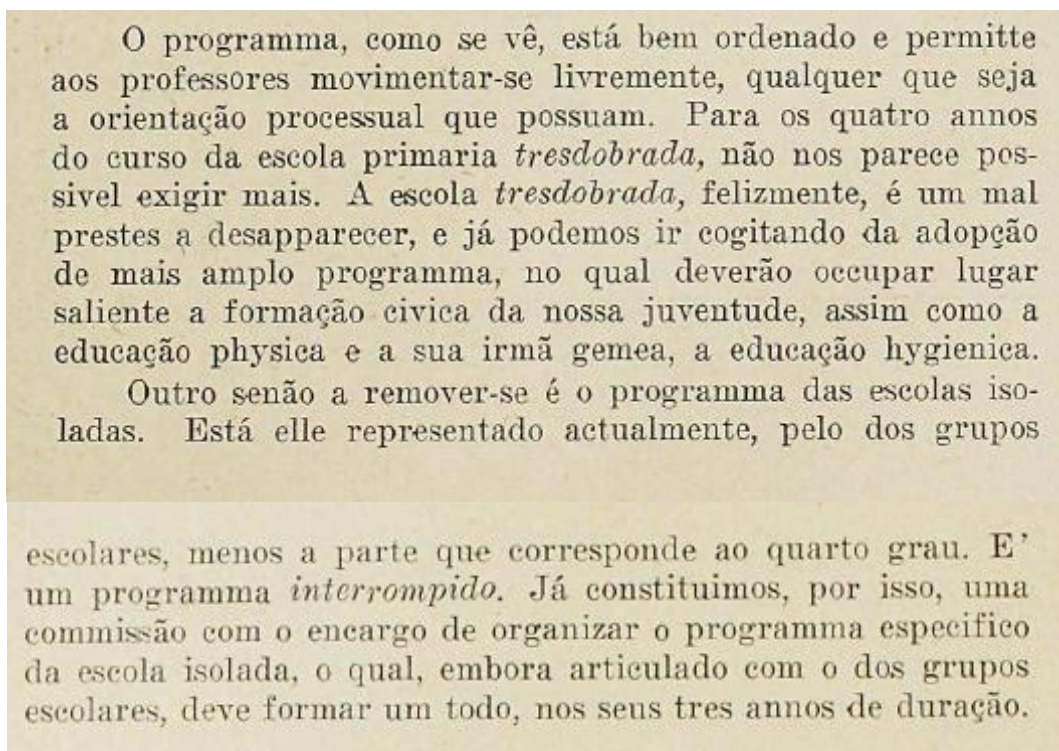 O programma, como se vê, está bem ordenado e permitte
aos professores movimentar-se livremente, qualquer que seja
a orientação processual que possuam. Para os quatro annos
do curso da escola primaria tresdobrada, não nos parece pos-
sivel exigir mais. A escola tresdobrada, felizmente, é um mal
prestes a desapparecer, e já podemos ir cogitando da adopção
de mais amplo programma, no qual deverão occupar lugar
saliente a formação civica da nossa juventude, assim como a
educação physica e a sua irmã gemea, a educação hygienica.
Outro senão a remover-se é o programma das escolas iso-
ladas. Está elle representado actualmente, pelo dos grupos
escolares, menos a parte que corresponde ao quarto grau. E'
um programma interrompido. Já constituimos, por isso, uma
commissão com o encargo de organizar o programma especifico
da escola isolada, o qual, embora articulado com o dos grupos
escolares, deve formar um todo, nos seus tres annos de duração.